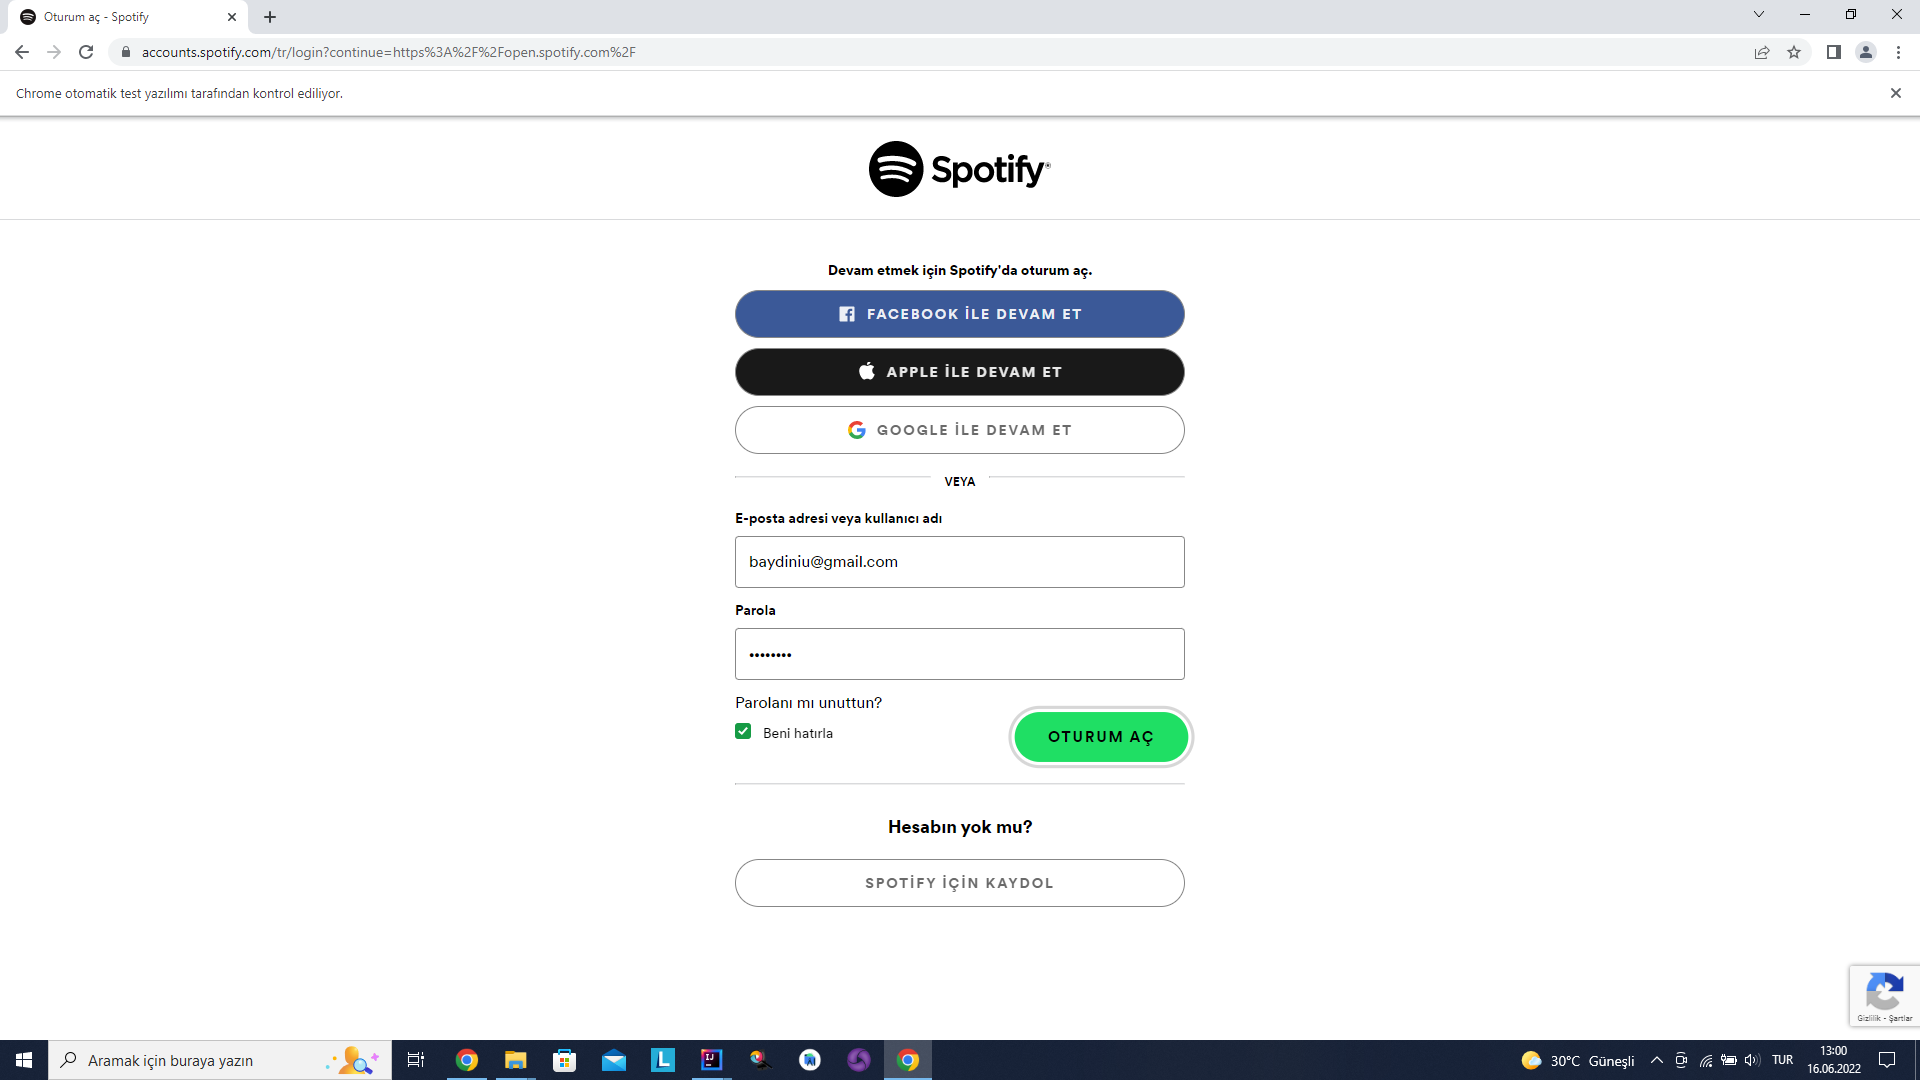 Oturum aç - Spotify
accounts.spotify.com/tr/login?continue=https%3A%2F%2Fopen.spotify.com%2F
Chrome otomatik test yazılımı tarafından kontrol ediliyor.
Spotify®
Devam etmek için Spotify'da oturum aç.
FACEBOOK İLE DEVAM ET
APPLE İLE DEVAM ET
GOOGLE İLE DEVAM ET
VEYA
E-posta adresi veya kullanıcı adı
baydiniu@gmail.com
Parola
••••••••
Parolanı mı unuttun?
Beni hatırla
OTURUM AÇ
Hesabın yok mu?
SPOTİFY İÇİN KAYDOL
Gizlilik - Şartlar
Aramak için buraya yazın
L
IJ
30°C Güneşli
TUR
13:00
16.06.2022